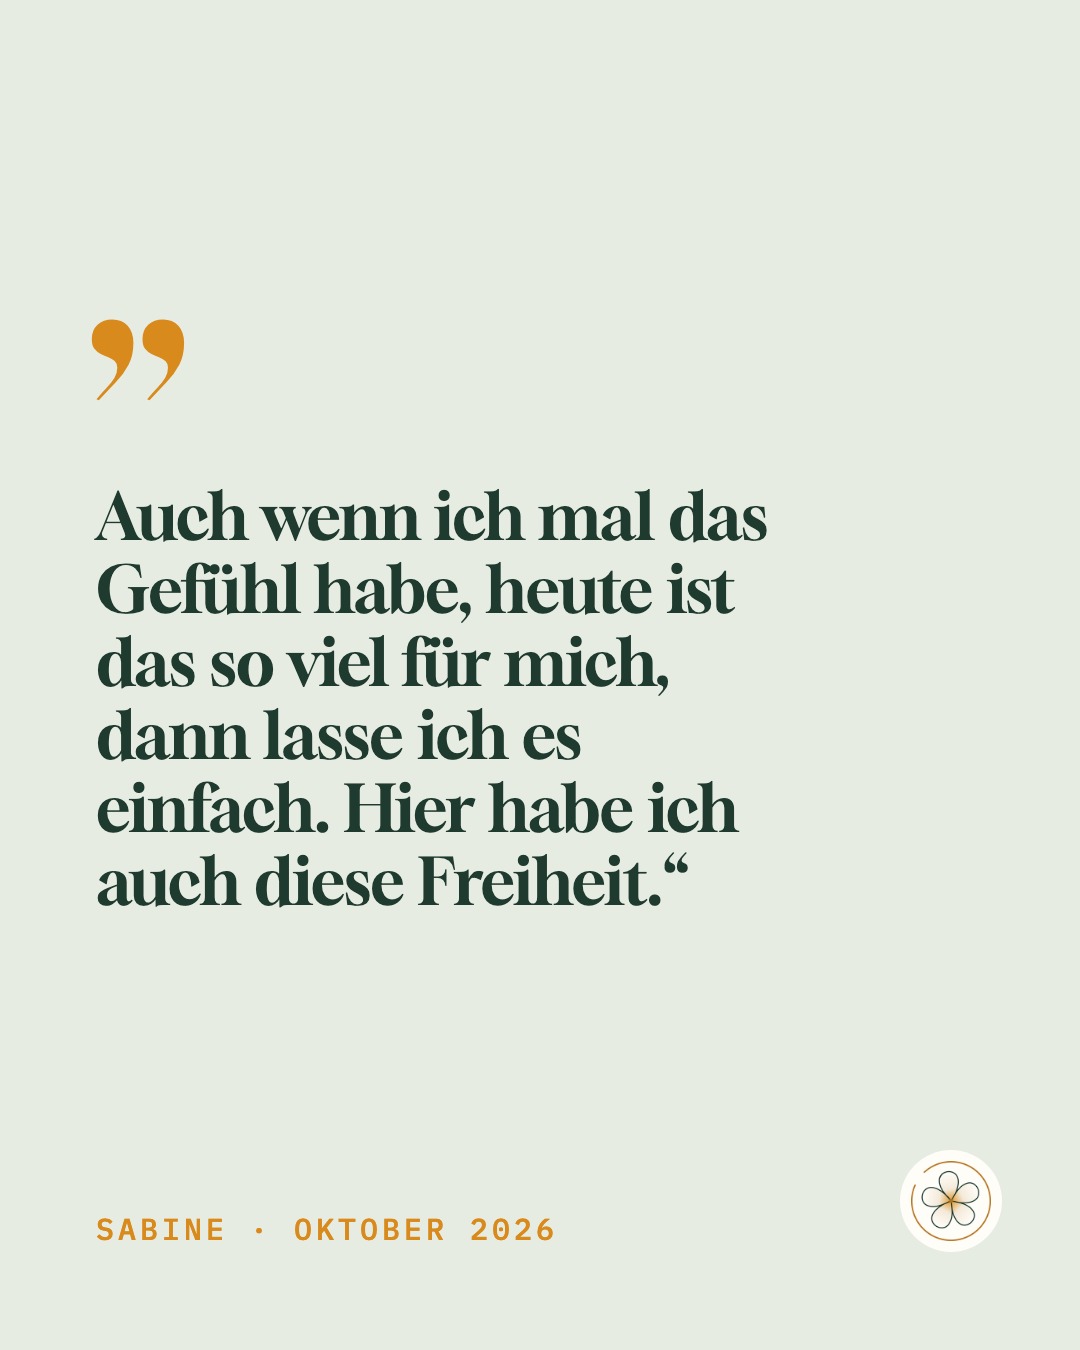 ”
Auch wenn ich mal das
Gefühl habe, heute ist
das so viel für mich,
dann lasse ich es
einfach. Hier habe ich
auch diese Freiheit.“
SABINE · OKTOBER 2026